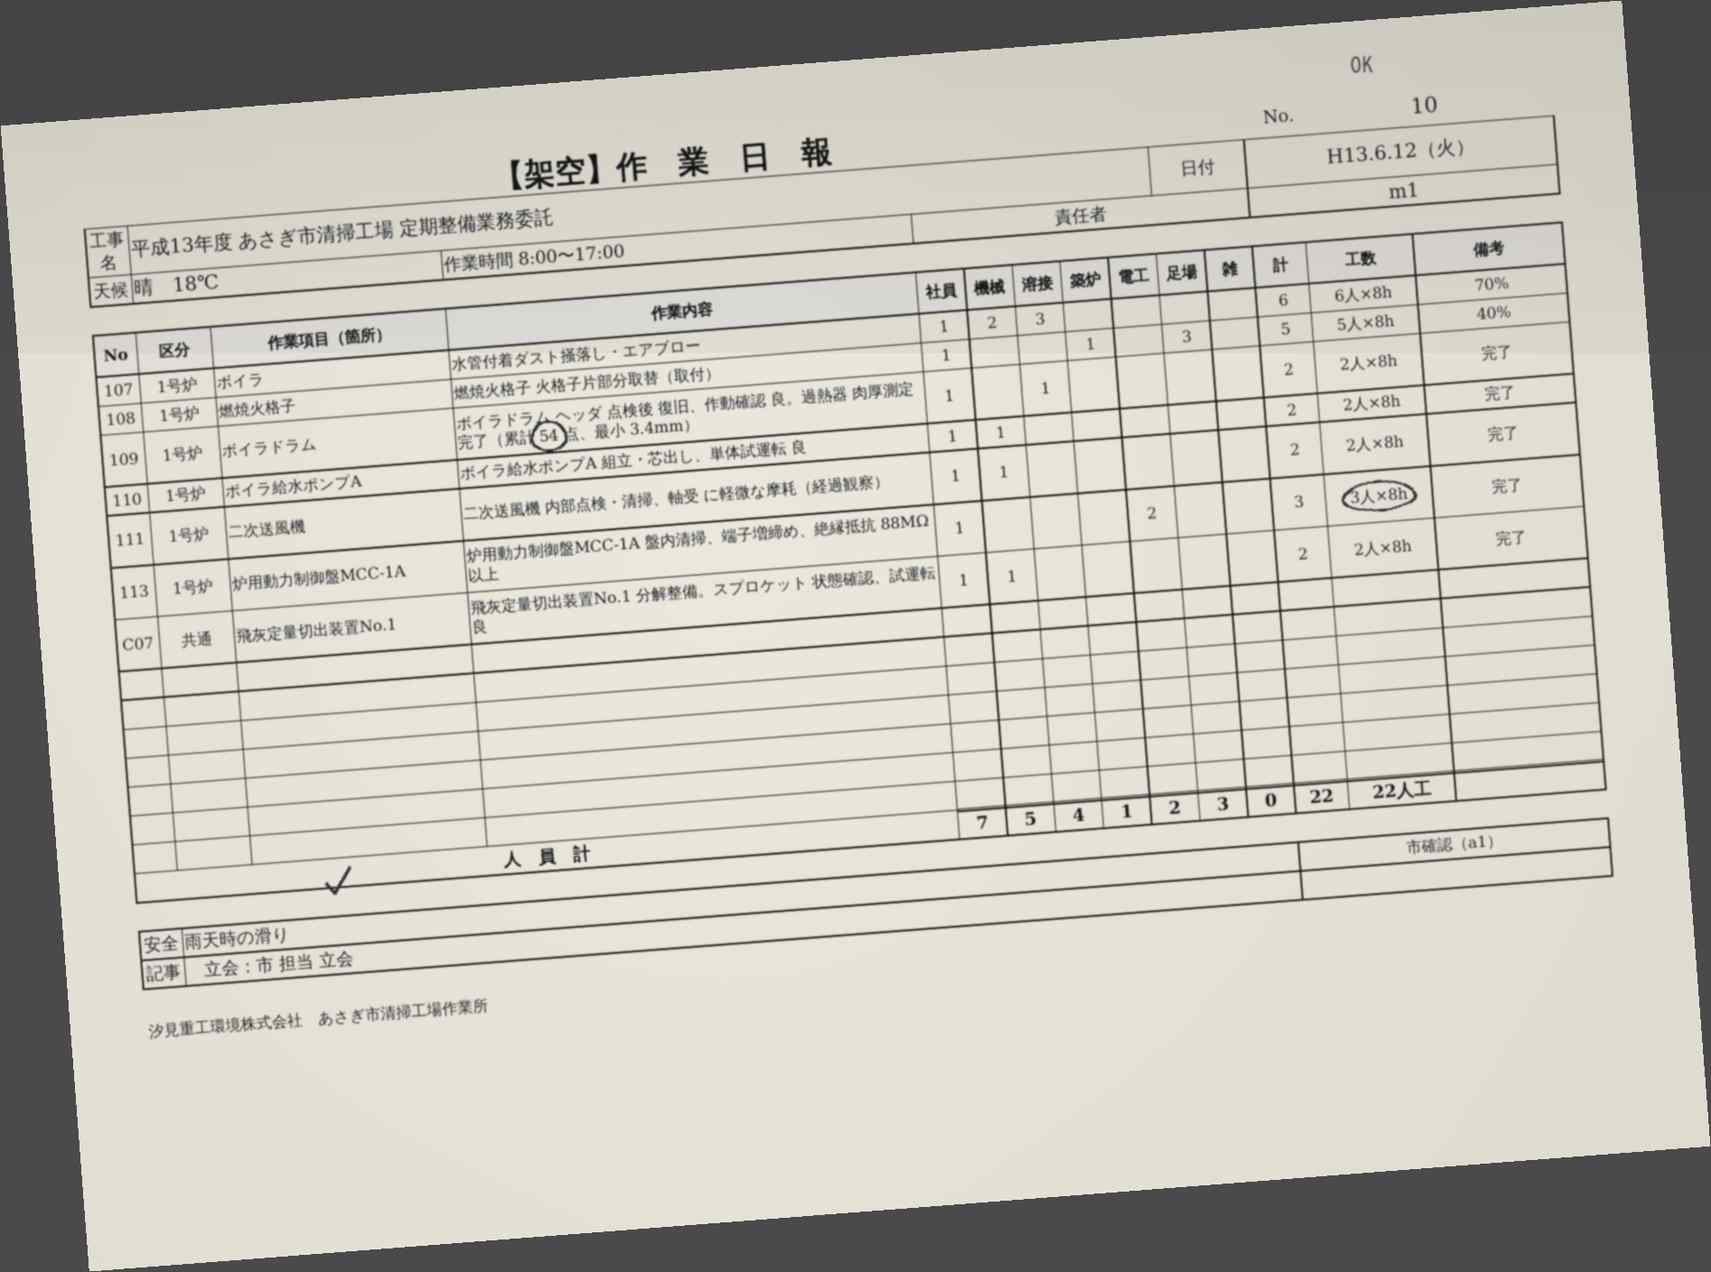 OK
No. 10
【架空】作 業 日 報
工事名 平成13年度 あさぎ市清掃工場 定期整備業務委託 日付 H13.6.12（火）
天候 晴 18℃ 作業時間 8:00〜17:00 責任者 m1
No 区分 作業項目（箇所） 作業内容 社員 機械 溶接 築炉 電工 足場 雑 計 工数 備考
107 1号炉 ボイラ 水管付着ダスト掻落し・エアブロー 1 2 3 6 6人×8h 70%
108 1号炉 燃焼火格子 燃焼火格子 火格子片部分取替（取付） 1 1 3 5 5人×8h 40%
109 1号炉 ボイラドラム ボイラドラム ヘッダ 点検後 復旧、作動確認 良。過熱器 肉厚測定 1 1 2 2人×8h 完了
完了（累計54点、最小 3.4mm）
110 1号炉 ボイラ給水ポンプA ボイラ給水ポンプA 組立・芯出し、単体試運転 良 1 1 2 2人×8h 完了
111 1号炉 二次送風機 二次送風機 内部点検・清掃、軸受 に軽微な摩耗（経過観察） 1 1 2 2人×8h 完了
113 1号炉 炉用動力制御盤MCC-1A 炉用動力制御盤MCC-1A 盤内清掃、端子増締め、絶縁抵抗 88MΩ 1 2 3 3人×8h 完了
以上
C07 共通 飛灰定量切出装置No.1 飛灰定量切出装置No.1 分解整備。スプロケット 状態確認、試運転 1 1 2 2人×8h 完了
良
人 員 計 7 5 4 1 2 3 0 22 22人工
安全 雨天時の滑り 市確認（a1）
記事 立会：市 担当 立会
汐見重工環境株式会社 あさぎ市清掃工場作業所